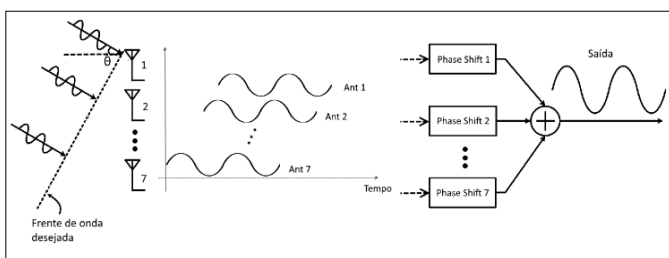 θ
1
2
7
Frente de onda
desejada
Ant 1
Ant 2
Ant 7
Tempo
Phase Shift 1
Phase Shift 2
Phase Shift 7
Saída